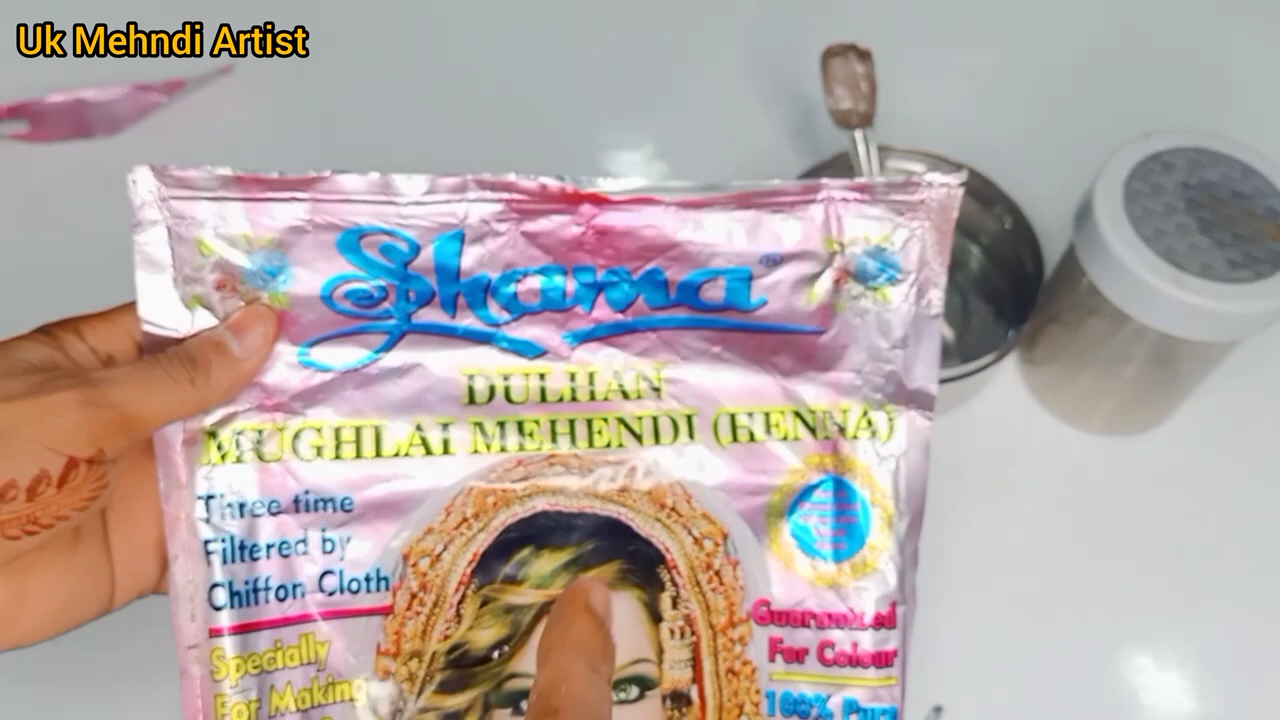 Uk Mehndi Artist
Shama®
DULHAN
MUGHLAI MEHENDI (HENNA)
Three time
Filtered by
Chiffon Cloth
Specially
For Making
Guaranteed
For Colour
100% Pure